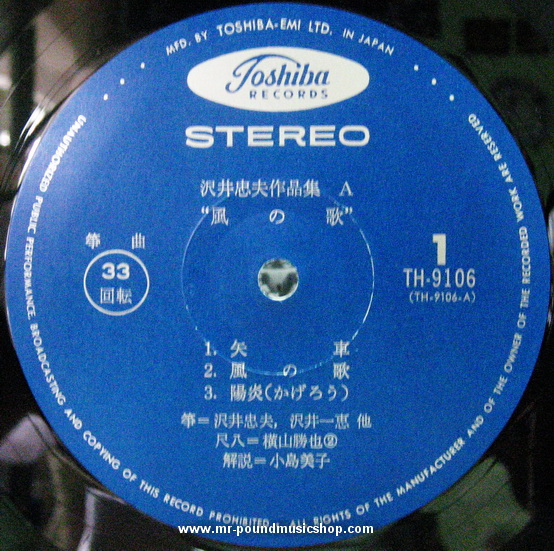 MFD. BY TOSHIBA-EMI LTD. IN JAPAN
Toshiba
RECORDS
STEREO
沢井忠夫作品集 A
“風の歌”
箏曲
33
回転
1
TH-9106
(TH-9106-A)
1. 矢車
2. 風の歌
3. 陽炎(かげろう)
箏=沢井忠夫, 沢井一恵 他
尺八=横山勝也②
解説=小島美子
UNAUTHORIZED PUBLIC PERFORMANCE, BROADCASTING AND COPYING OF THIS RECORD PROHIBITED. ALL RIGHTS OF THE MANUFACTURER AND OF THE OWNER OF THE RECORDED WORK ARE RESERVED
www.mr-poundmusicshop.com